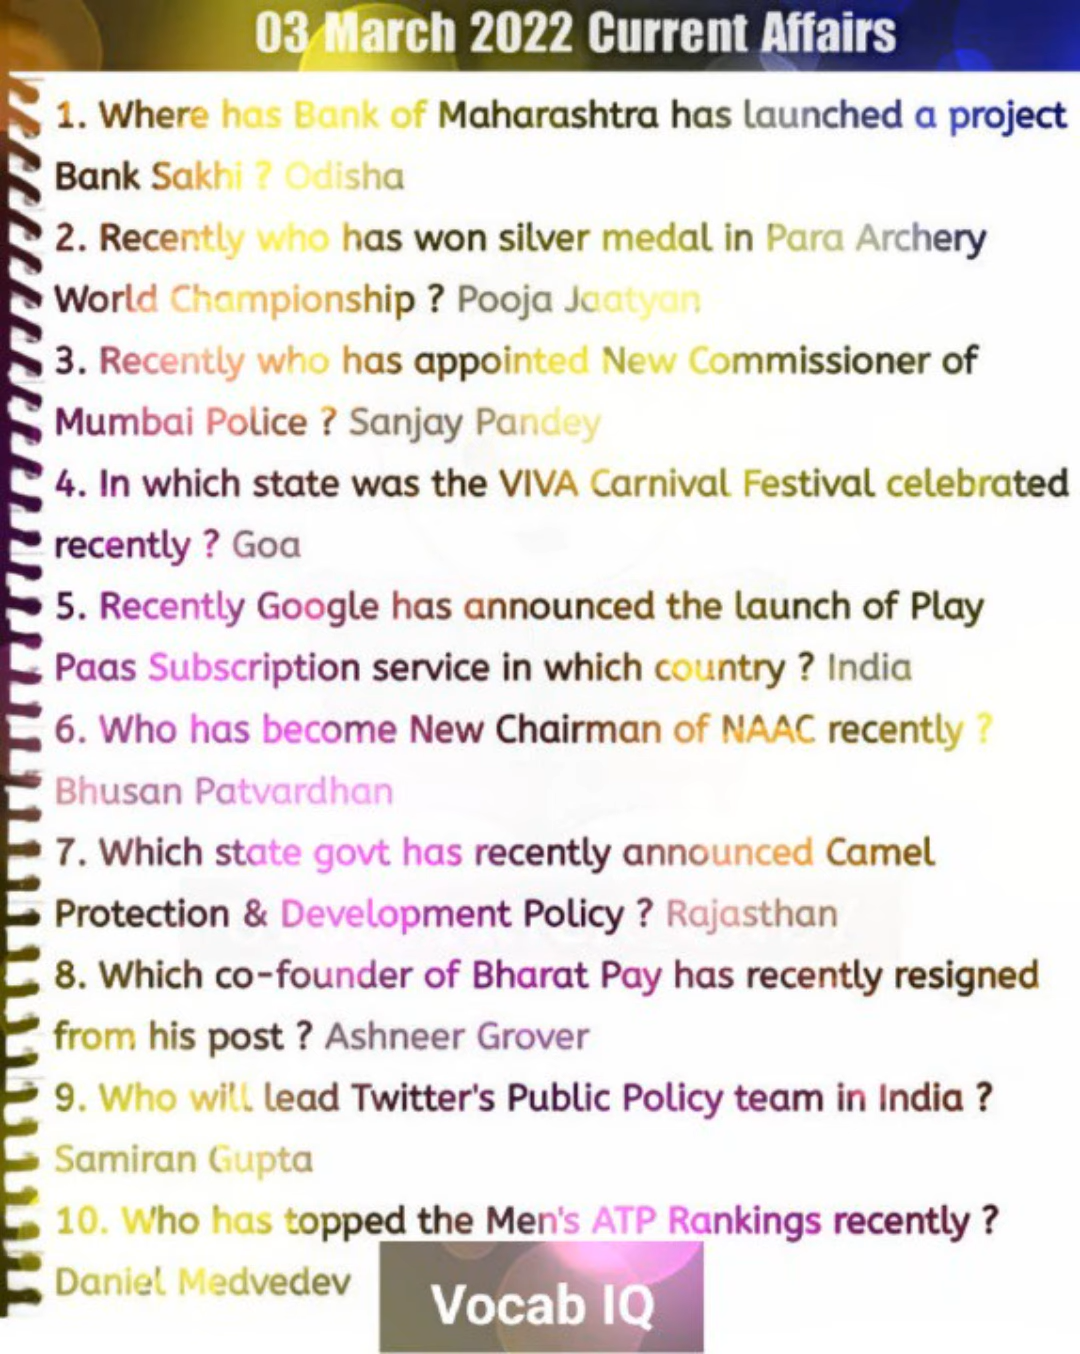 03 March 2022 Current Affairs
1. Where has Bank of Maharashtra has launched a project
Bank Sakhi ? Odisha
2. Recently who has won silver medal in Para Archery
World Championship ? Pooja Jaatyan
3. Recently who has appointed New Commissioner of
Mumbai Police ? Sanjay Pandey
4. In which state was the VIVA Carnival Festival celebrated
recently ? Goa
5. Recently Google has announced the launch of Play
Paas Subscription service in which country ? India
6. Who has become New Chairman of NAAC recently ?
Bhusan Patvardhan
7. Which state govt has recently announced Camel
Protection & Development Policy ? Rajasthan
8. Which co-founder of Bharat Pay has recently resigned
from his post ? Ashneer Grover
9. Who will lead Twitter's Public Policy team in India ?
Samiran Gupta
10. Who has topped the Men's ATP Rankings recently ?
Daniel Medvedev
Vocab IQ